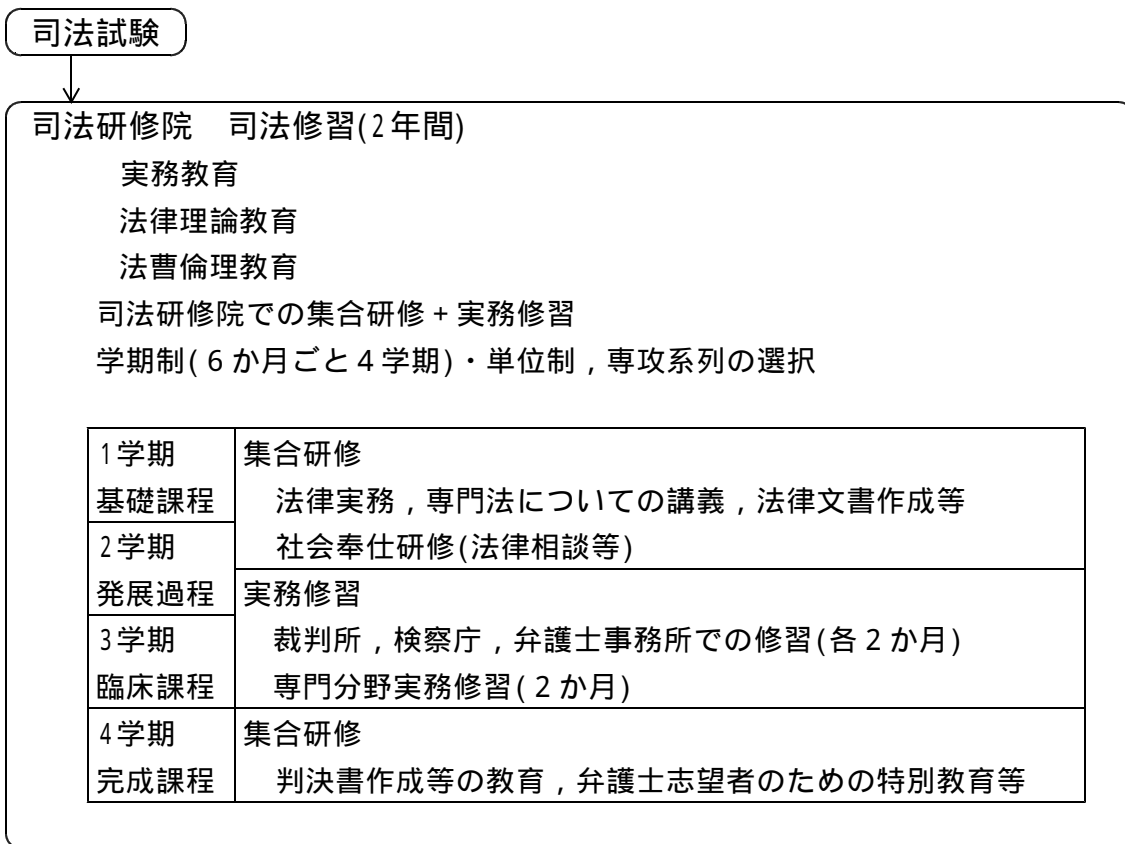 司法試験
司法研修院　司法修習(2年間)
実務教育
法律理論教育
法曹倫理教育
司法研修院での集合研修+実務修習
学期制(6か月ごと4学期)・単位制,専攻系列の選択
1学期
基礎課程
集合研修
法律実務,専門法についての講義,法律文書作成等
社会奉仕研修(法律相談等)
2学期
発展過程
実務修習
裁判所,検察庁,弁護士事務所での修習(各2か月)
専門分野実務修習(2か月)
3学期
臨床課程
4学期
完成課程
集合研修
判決書作成等の教育,弁護士志望者のための特別教育等